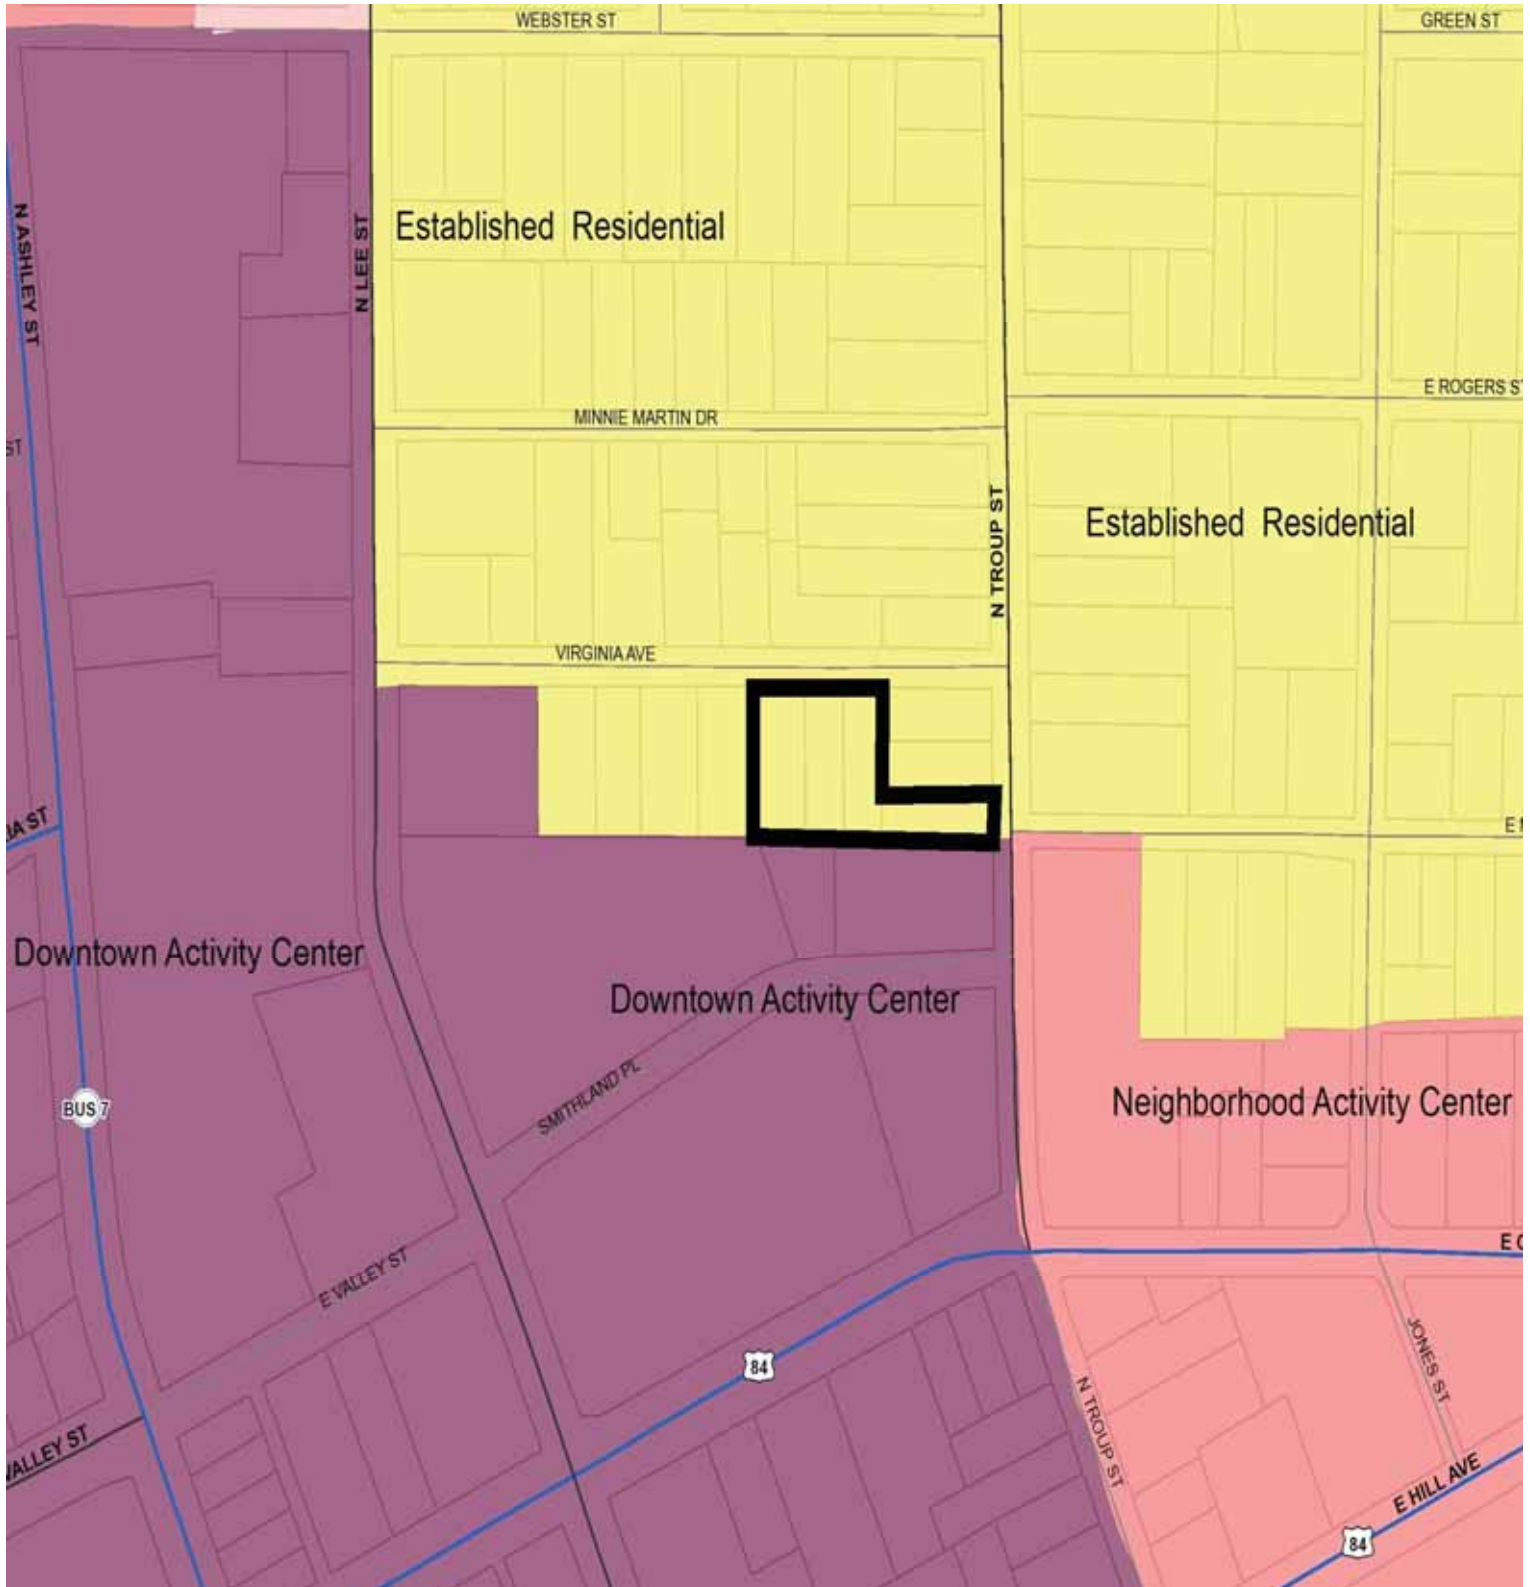 WEBSTER ST
GREEN ST
N ASHLEY ST
N LEE ST
Established Residential
E ROGERS
MINNIE MARTIN DR
ST
N TROUP ST
Established Residential
VIRGINIA AVE
ST
E
Downtown Activity Center
Downtown Activity Center
SMITHLAND PL
Neighborhood Activity Center
BUS 7
E
E VALLEY ST
JONES ST
84
N TROUP ST
VALLEY ST
E HILL AVE
84